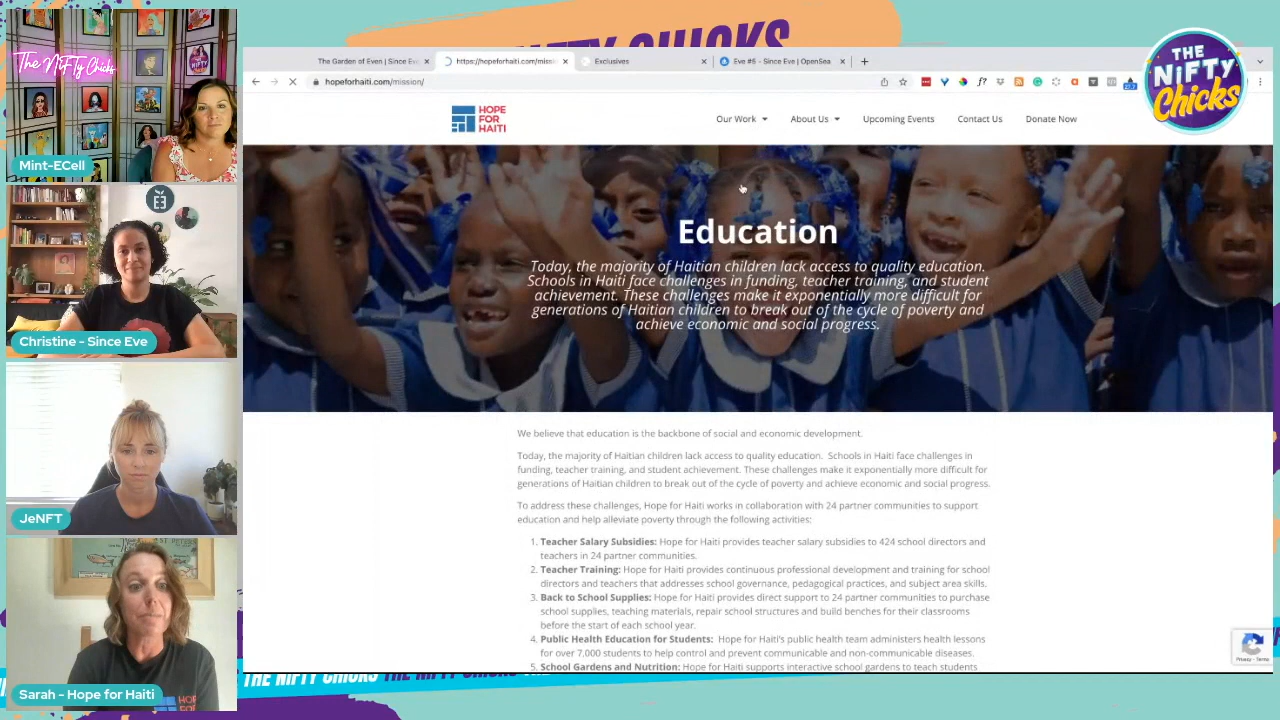 NIFTY CHICKS
THE
NiFTY
Chicks
The NiFTy Chicks
Mint-ECell
Christine - Since Eve
JeNFT
Sarah - Hope for Haiti
The Garden of Even | Since Ev
https://hopeforhaiti.com/missi
Exclusives
Eve #6 - Since Eve | OpenSea
hopeforhaiti.com/mission/
HOPE
FOR
HAITI
Our Work
About Us
Upcoming Events
Contact Us
Donate Now
Education
Today, the majority of Haitian children lack access to quality education.
Schools in Haiti face challenges in funding, teacher training, and student
achievement. These challenges make it exponentially more difficult for
generations of Haitian children to break out of the cycle of poverty and
achieve economic and social progress.
We believe that education is the backbone of social and economic development.
Today, the majority of Haitian children lack access to quality education. Schools in Haiti face challenges in
funding, teacher training, and student achievement. These challenges make it exponentially more difficult for
generations of Haitian children to break out of the cycle of poverty and achieve economic and social progress.
To address these challenges, Hope for Haiti works in collaboration with 24 partner communities to support
education and help alleviate poverty through the following activities:
1. Teacher Salary Subsidies: Hope for Haiti provides teacher salary subsidies to 424 school directors and
teachers in 24 partner communities.
2. Teacher Training: Hope for Haiti provides continuous professional development and training for school
directors and teachers that addresses school governance, pedagogical practices, and subject area skills.
3. Back to School Supplies: Hope for Haiti provides direct support to 24 partner communities to purchase
school supplies, teaching materials, repair school structures and build benches for their classrooms
before the start of each school year.
4. Public Health Education for Students: Hope for Haiti's public health team administers health lessons
for over 7,000 students to help control and prevent communicable and non-communicable diseases.
5. School Gardens and Nutrition: Hope for Haiti supports interactive school gardens to teach students
Privacy - Terms
THE NIFTY CHICKS THE NIFTY CHICKS